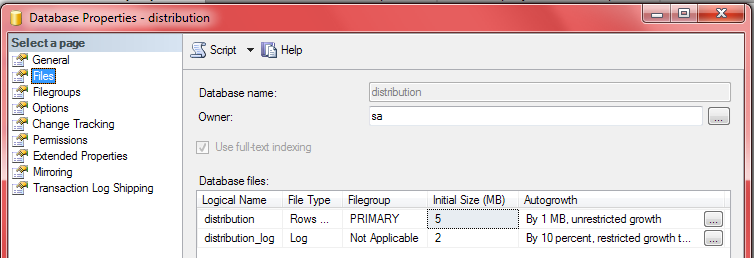 Database Properties - distribution
Select a page
General
Files
Filegroups
Options
Change Tracking
Permissions
Extended Properties
Mirroring
Transaction Log Shipping
Script Help
Database name: distribution
Owner: sa ...
Use full-text indexing
Database files:
Logical Name File Type Filegroup Initial Size (MB) Autogrowth
distribution Rows ... PRIMARY 5 By 1 MB, unrestricted growth ...
distribution_log Log Not Applicable 2 By 10 percent, restricted growth t... ...